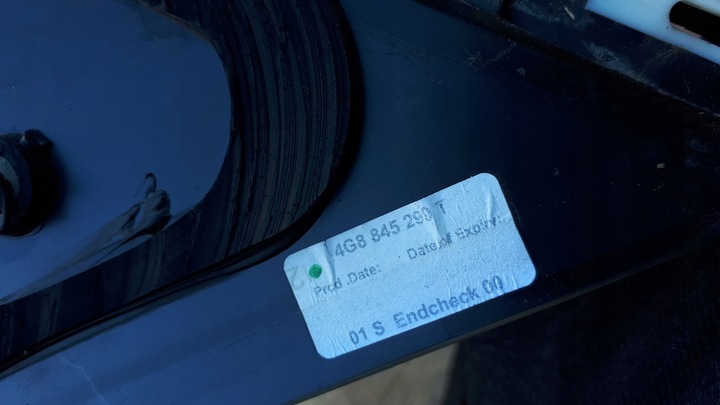 4G8 845 299 T
Prod .Date: Date of Expiry:
01 S Endcheck 00